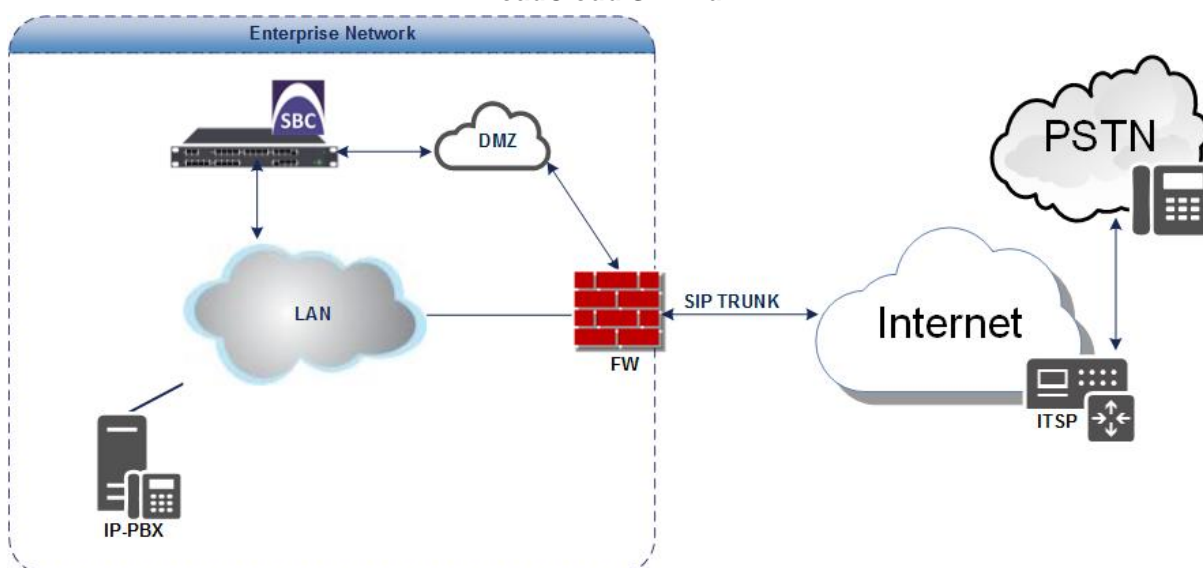 Enterprise Network
SBC
DMZ
PSTN
LAN
SIP TRUNK
Internet
FW
ITSP
IP-PBX